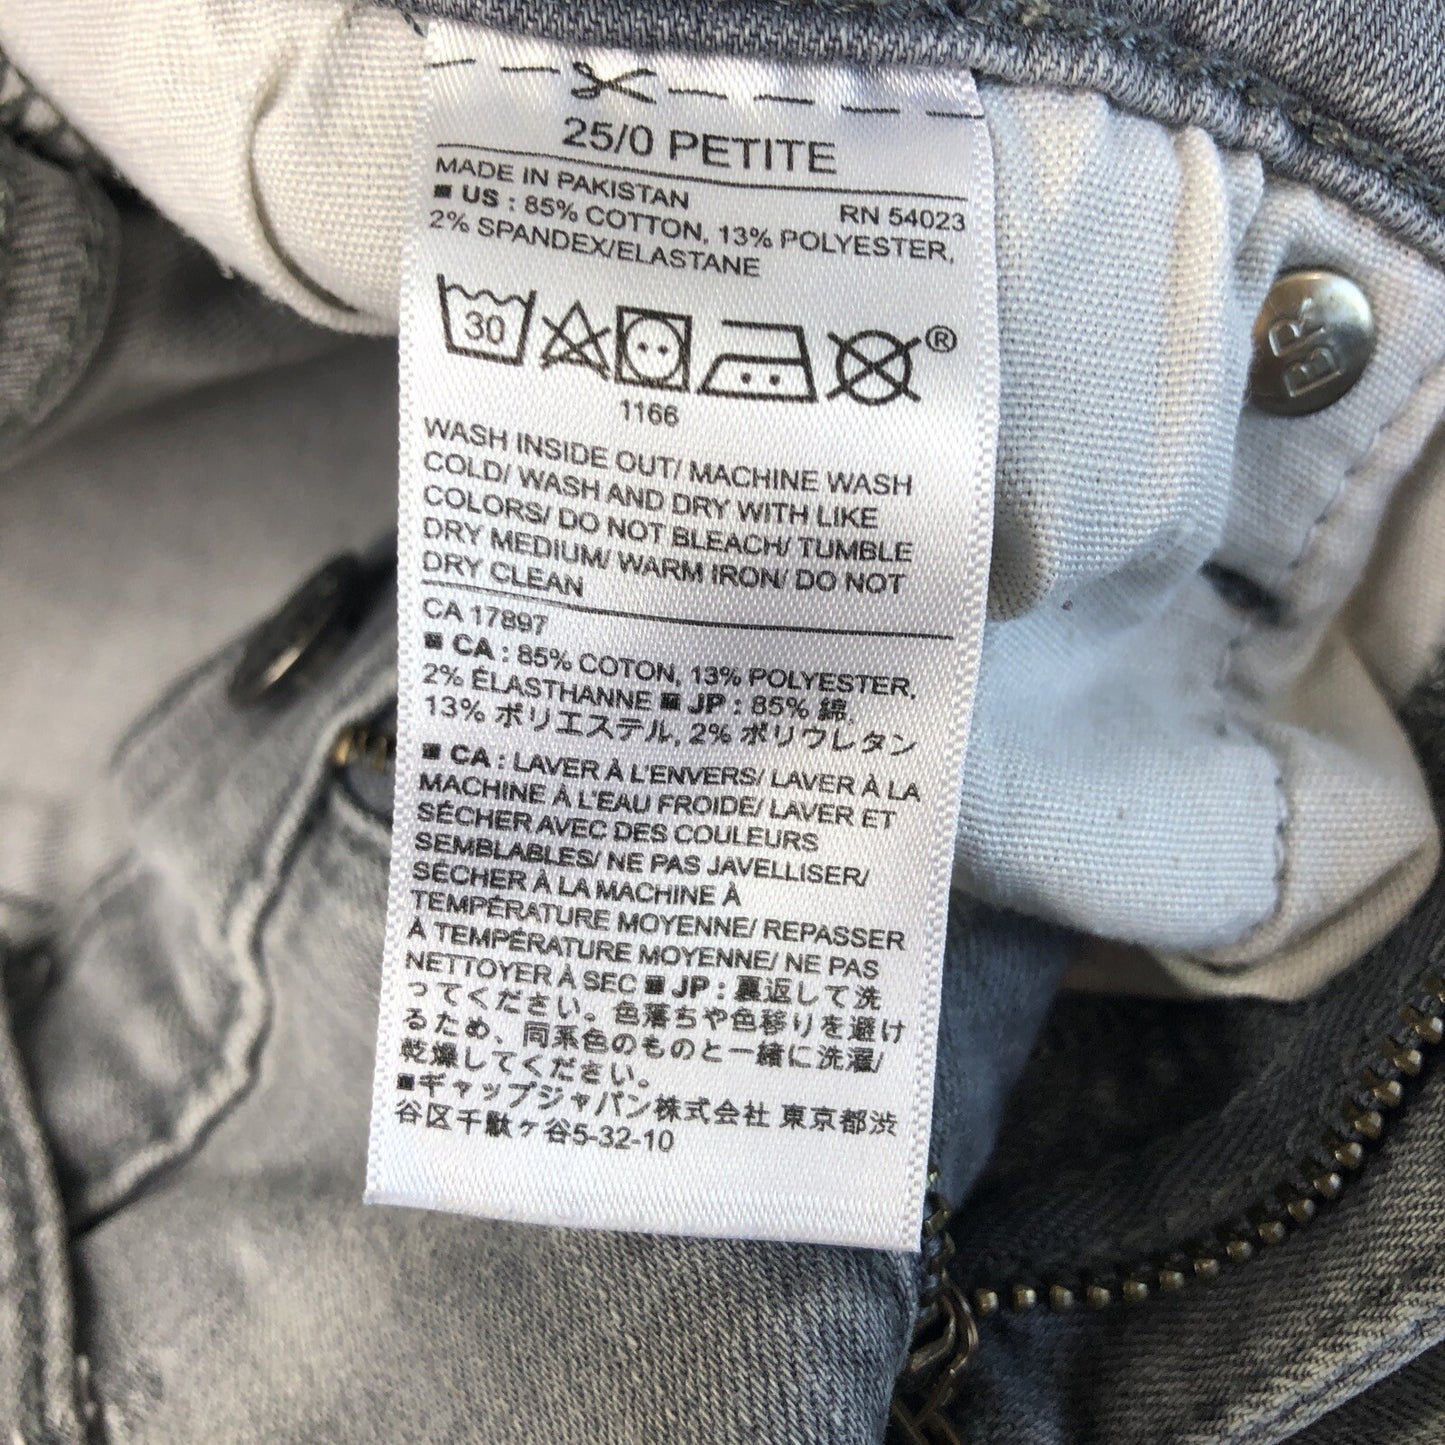 25/0 PETITE
MADE IN PAKISTAN RN 54023
■ US : 85% COTTON, 13% POLYESTER,
2% SPANDEX/ELASTANE
30
®
1166
WASH INSIDE OUT/ MACHINE WASH
COLD/ WASH AND DRY WITH LIKE
COLORS/ DO NOT BLEACH/ TUMBLE
DRY MEDIUM/ WARM IRON/ DO NOT
DRY CLEAN
CA 17897
■ CA : 85% COTON, 13% POLYESTER,
2% ÉLASTHANNE ■ JP : 85% 綿,
13% ポリエステル, 2% ポリウレタン
■ CA : LAVER À L'ENVERS/ LAVER À LA
MACHINE À L'EAU FROIDE/ LAVER ET
SÉCHER AVEC DES COULEURS
SEMBLABLES/ NE PAS JAVELLISER/
SÉCHER À LA MACHINE À
TEMPÉRATURE MOYENNE/ REPASSER
À TEMPÉRATURE MOYENNE/ NE PAS
NETTOYER À SEC ■ JP : 裏返して洗
ってください。色落ちや色移りを避け
るため、同系色のものと一緒に洗濯/
乾燥してください。
■ギャップジャパン株式会社 東京都渋
谷区千駄ヶ谷5-32-10
BR